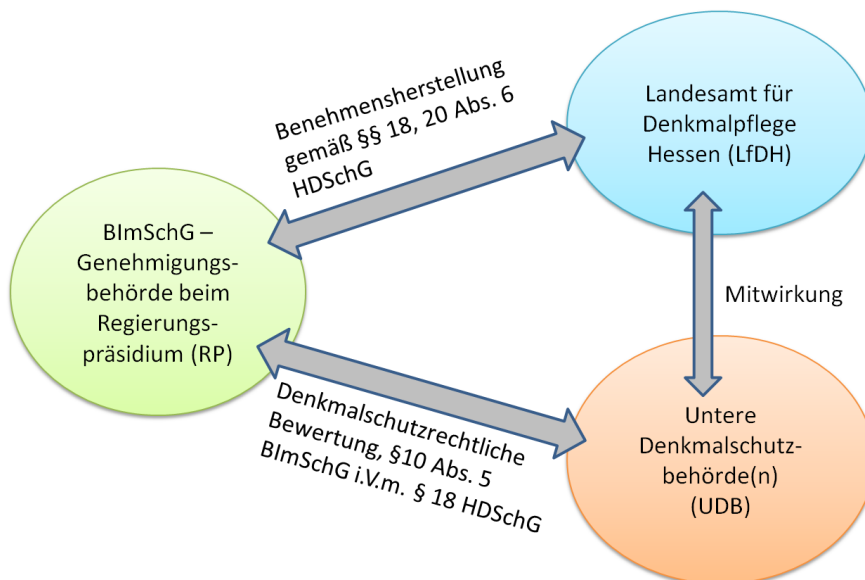 Benehmensherstellung
gemäß §§ 18, 20 Abs. 6
HDSchG
Landesamt für
Denkmalpflege
Hessen (LfDH)
BImSchG –
Genehmigungs-
behörde beim
Regierungs-
präsidium (RP)
Mitwirkung
Denkmalschutzrechtliche
Bewertung, §10 Abs. 5
BImSchG i.V.m. § 18 HDSchG
Untere
Denkmalschutz-
behörde(n)
(UDB)